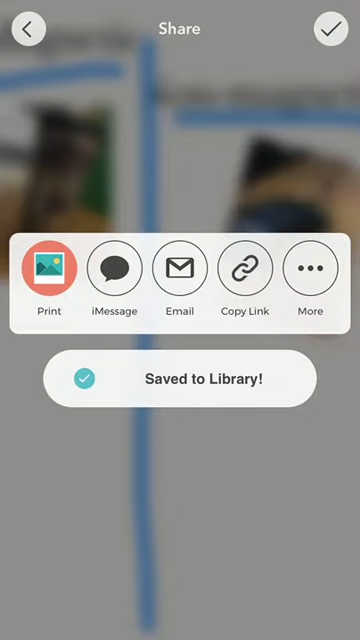 Share
Print
iMessage
Email
Copy Link
More
Saved to Library!